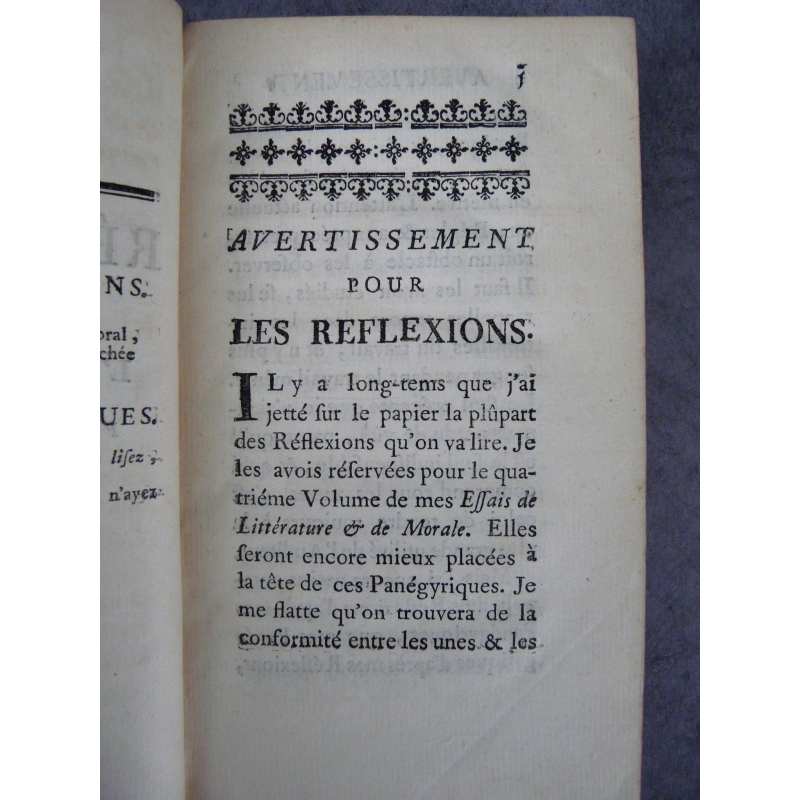 NS.
oral,
chée
UES.
liſez,
n'ayez
AVERTISSEMENT
POUR
LES REFLEXIONS.
IL y a long-tems que j'ai
jetté ſur le papier la plûpart
des Réflexions qu'on va lire. Je
les avois réſervées pour le qua-
triéme Volume de mes Eſſais de
Littérature & de Morale. Elles
ſeront encore mieux placées à
la tête de ces Panégyriques. Je
me flatte qu'on trouvera de la
conformité entre les unes & les